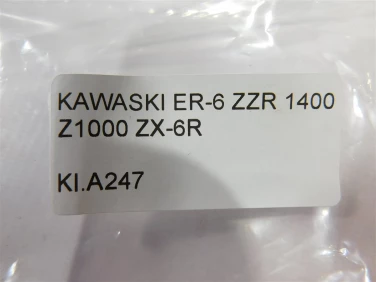 KAWASKI ER-6 ZZR 1400
Z1000 ZX-6R
KI.A247